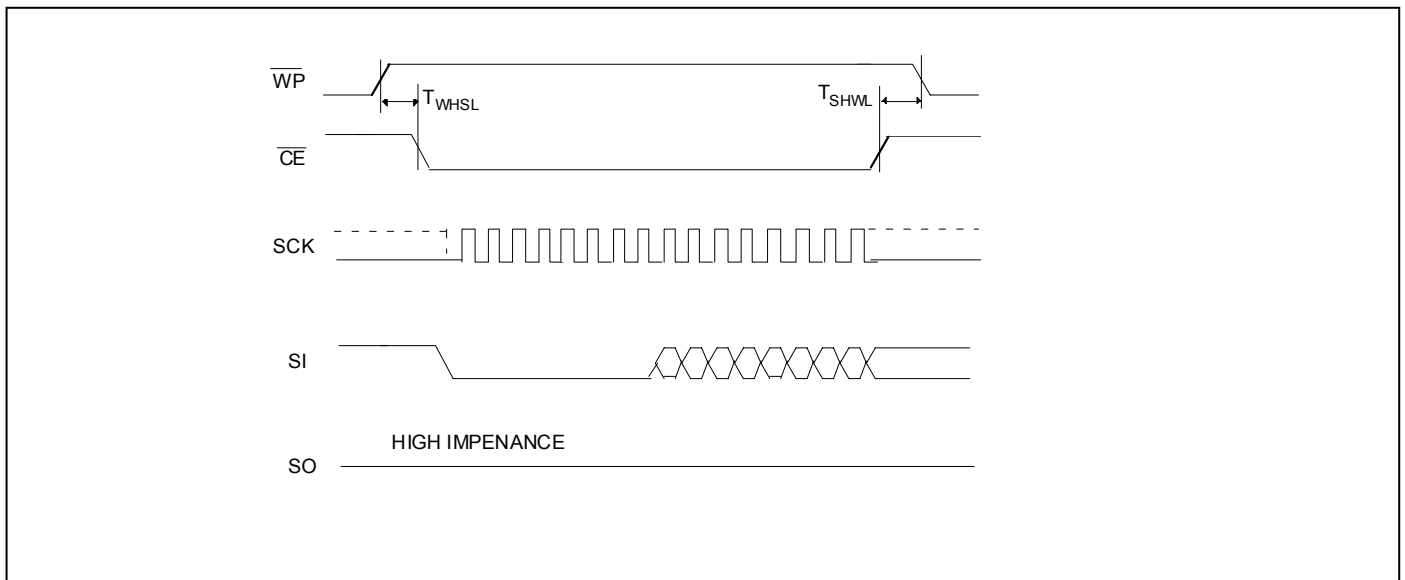 WP
T_WHSL
T_SHWL
CE
SCK
SI
HIGH IMPENANCE
SO